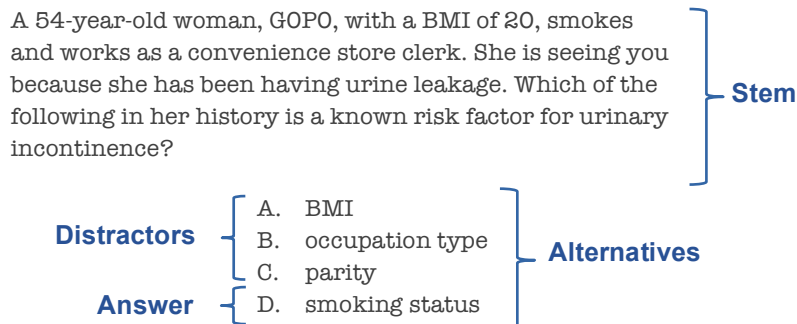 A 54-year-old woman, G0P0, with a BMI of 20, smokes
and works as a convenience store clerk. She is seeing you
because she has been having urine leakage. Which of the
following in her history is a known risk factor for urinary
incontinence?
Stem
A. BMI
B. occupation type
C. parity
D. smoking status
Distractors
Answer
Alternatives